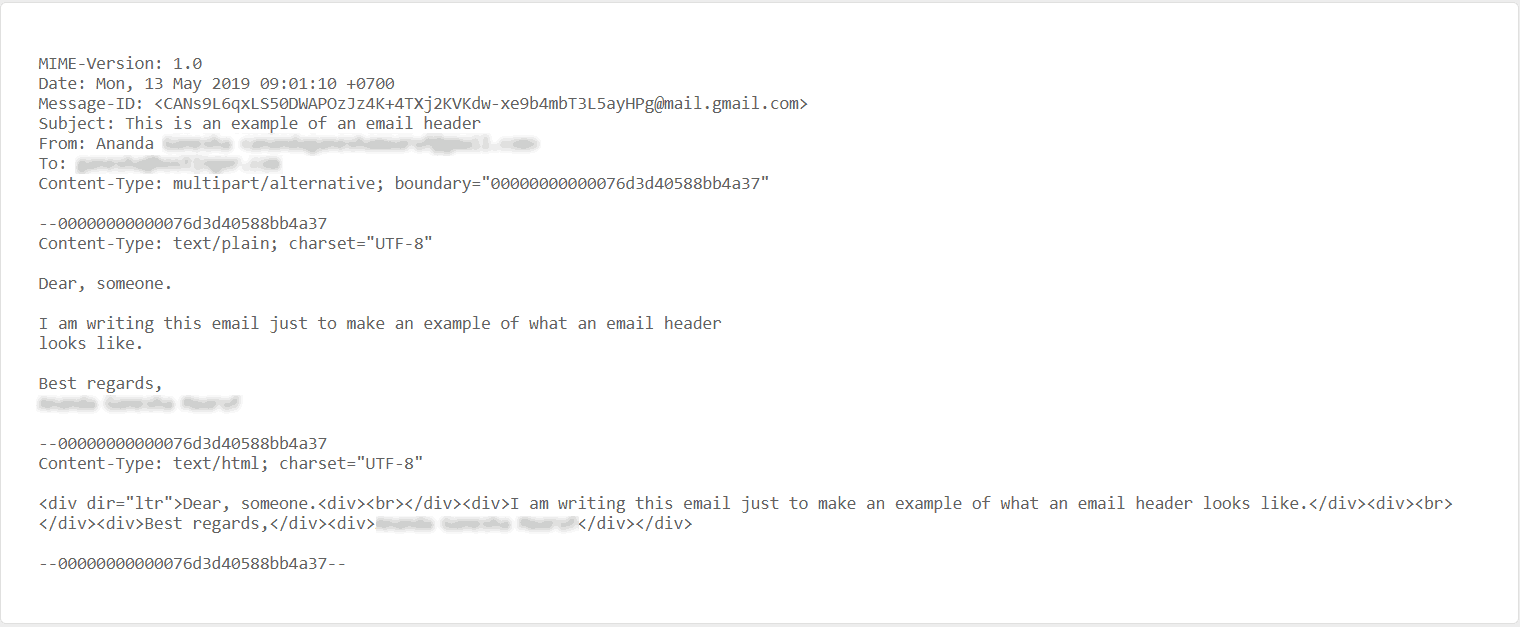 MIME-Version: 1.0
Date: Mon, 13 May 2019 09:01:10 +0700
Message-ID: <CANs9L6qxLS50DWAPOzJz4K+4TXj2KVKdw-xe9b4mbT3L5ayHPg@mail.gmail.com>
Subject: This is an example of an email header
From: Ananda
To:
Content-Type: multipart/alternative; boundary="00000000000076d3d40588bb4a37"
--00000000000076d3d40588bb4a37
Content-Type: text/plain; charset="UTF-8"
Dear, someone.
I am writing this email just to make an example of what an email header
looks like.
Best regards,
--00000000000076d3d40588bb4a37
Content-Type: text/html; charset="UTF-8"
<div dir="ltr">Dear, someone.<div><br></div><div>I am writing this email just to make an example of what an email header looks like.</div><div><br>
</div><div>Best regards,</div><div></div></div>
--00000000000076d3d40588bb4a37--